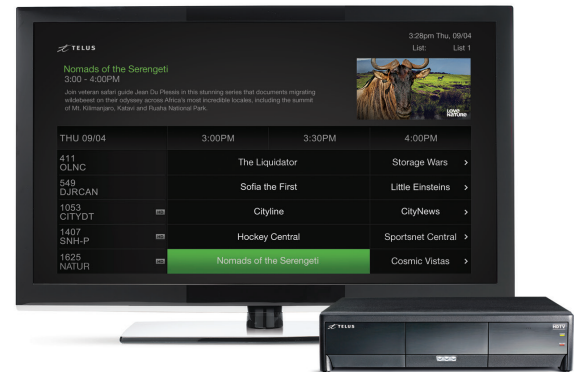 3:28pm Thu, 09/04
TELUS
List: List 1
Nomads of the Serengeti
3:00 - 4:00PM
Join veteran safari guide Jean Du Plessis in this stunning series that documents migrating
wildebeest on their odyssey across Africa's most incredible locales, including the summit
of Mt. Kilimanjaro, Katavi and Ruaha National Park.
LOVE
NATURE
THU 09/04 3:00PM 3:30PM 4:00PM
411
OLNC The Liquidator Storage Wars >
549
DJRCAN Sofia the First Little Einsteins >
1053
CITYDT HD Cityline CityNews >
1407
SNH-P HD Hockey Central Sportsnet Central >
1625
NATUR HD Nomads of the Serengeti Cosmic Vistas >
TELUS HDTV